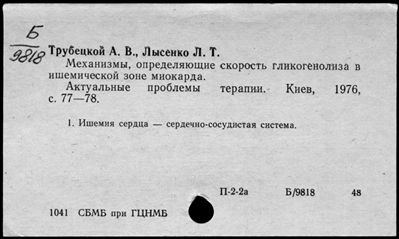 Б
9818
Трубецкой А. В., Лысенко Л. Т.
Механизмы, определяющие скорость гликогенолиза в
ишемической зоне миокарда.
Актуальные проблемы терапии. Киев, 1976,
с. 77—78.
1. Ишемия сердца — сердечно-сосудистая система.
П-2-2а Б/9818 48
1041 СБМБ при ГЦНМБ